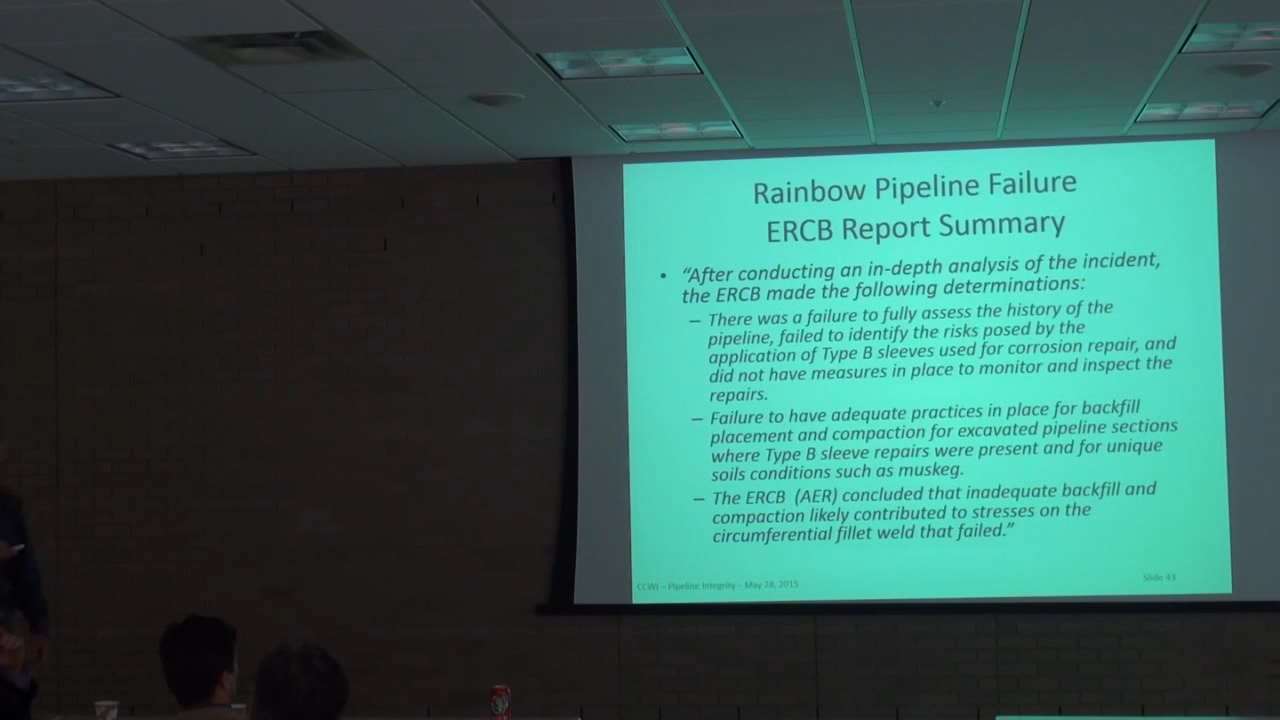 Rainbow Pipeline Failure
ERCB Report Summary
• “After conducting an in-depth analysis of the incident,
the ERCB made the following determinations:
– There was a failure to fully assess the history of the
pipeline, failed to identify the risks posed by the
application of Type B sleeves used for corrosion repair, and
did not have measures in place to monitor and inspect the
repairs.
– Failure to have adequate practices in place for backfill
placement and compaction for excavated pipeline sections
where Type B sleeve repairs were present and for unique
soils conditions such as muskeg.
– The ERCB (AER) concluded that inadequate backfill and
compaction likely contributed to stresses on the
circumferential fillet weld that failed.”
CCWJ – Pipeline Integrity – May 28, 2015
Slide 43